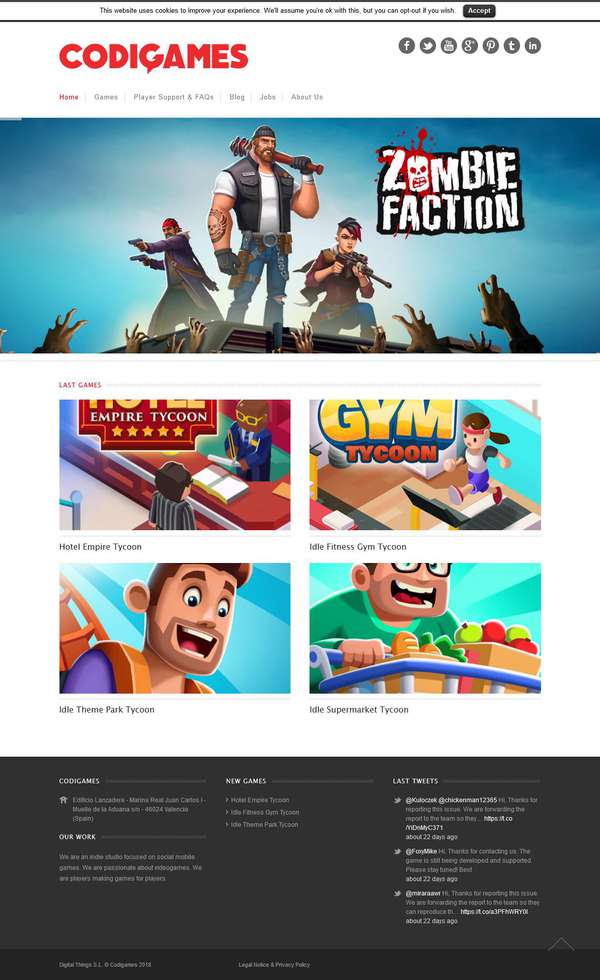 This website uses cookies to improve your experience. We'll assume you're ok with this, but you can opt-out if you wish. Accept
CODIGAMES
Home Games Player Support & FAQs Blog Jobs About Us
ZOMBIE
FACTION
LAST GAMES
HOTEL
EMPIRE TYCOON
GYM
TYCOON
Hotel Empire Tycoon
Idle Fitness Gym Tycoon
Idle Theme Park Tycoon
Idle Supermarket Tycoon
CODIGAMES
Edificio Lanzadera - Marina Real Juan Carlos I -
Muelle de la Aduana s/n - 46024 Valencia
(Spain)
OUR WORK
We are an indie studio focused on social mobile
games. We are passionate about videogames. We
are players making games for players.
NEW GAMES
Hotel Empire Tycoon
Idle Fitness Gym Tycoon
Idle Theme Park Tycoon
LAST TWEETS
@Kuloczek @chickenman12365 Hi, Thanks for
reporting this issue. We are forwarding the
report to the team so they... https://t.co
/YiDnMyC371
about 22 days ago
@FoxyMike Hi, Thanks for contacting us. The
game is still being developed and supported.
Please stay tuned! Best
about 22 days ago
@miraraawr Hi, Thanks for reporting this issue.
We are forwarding the report to the team so they
can reproduce th... https://t.co/a3PFhWRY0I
about 22 days ago
Digital Things S.L. © Codigames 2018
Legal Notice & Privacy Policy